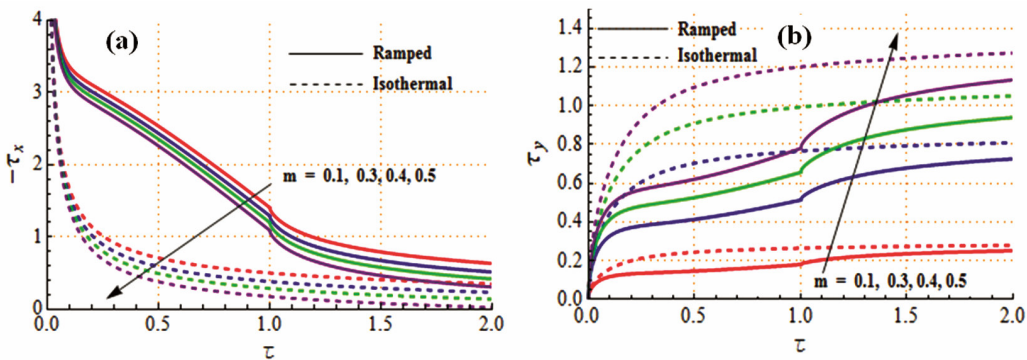 (a)
Ramped
Isothermal
m = 0.1, 0.3, 0.4, 0.5
−τx
4
3
2
1
0
0.0 0.5 1.0 1.5 2.0
τ
(b)
Ramped
Isothermal
m = 0.1, 0.3, 0.4, 0.5
τy
1.4
1.2
1.0
0.8
0.6
0.4
0.2
0.0
0.0 0.5 1.0 1.5 2.0
τ